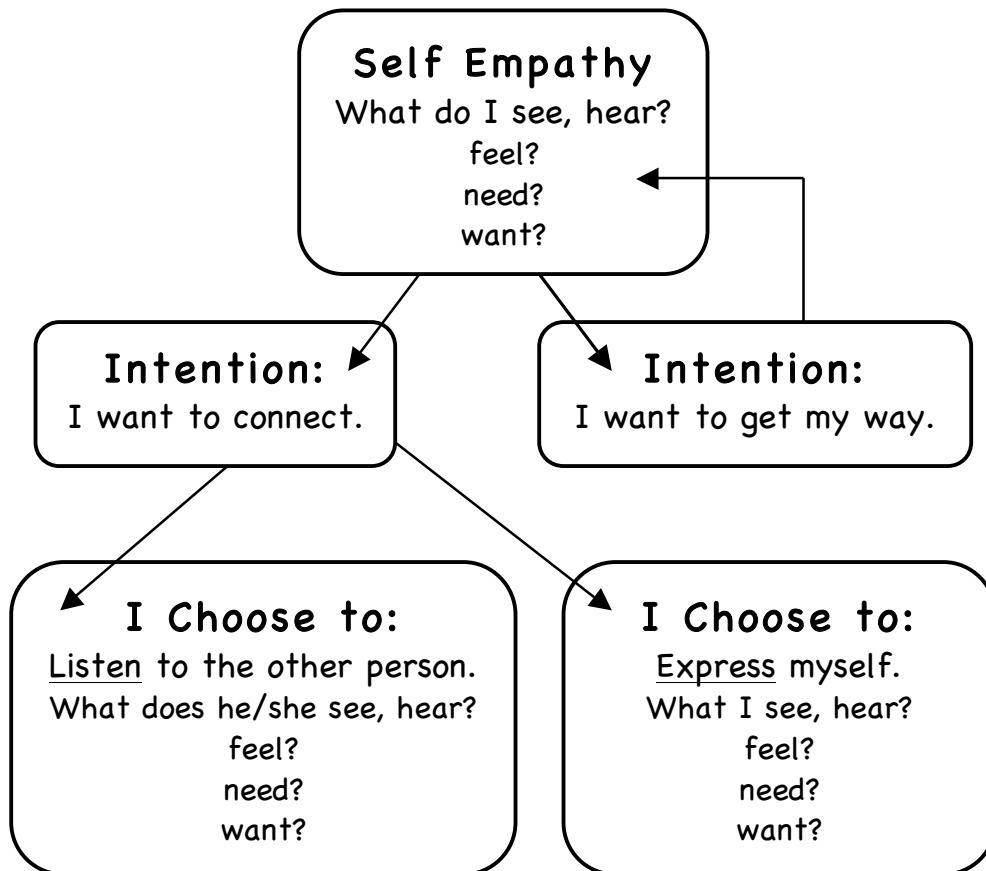 Self Empathy
What do I see, hear?
feel?
need?
want?
Intention:
I want to connect.
Intention:
I want to get my way.
I Choose to:
Listen to the other person.
What does he/she see, hear?
feel?
need?
want?
I Choose to:
Express myself.
What I see, hear?
feel?
need?
want?